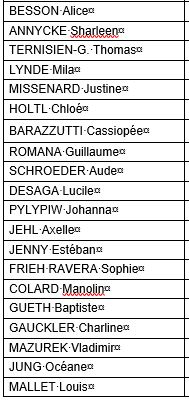 BESSON Alice
ANNYCKE Sharleen
TERNISIEN-G. Thomas
LYNDE Mila
MISSENARD Justine
HOLTL Chloé
BARAZZUTTI Cassiopée
ROMANA Guillaume
SCHROEDER Aude
DESAGA Lucile
PYLYPIW Johanna
JEHL Axelle
JENNY Estéban
FRIEH RAVERA Sophie
COLARD Manolin
GUETH Baptiste
GAUCKLER Charline
MAZUREK Vladimir
JUNG Océane
MALLET Louis